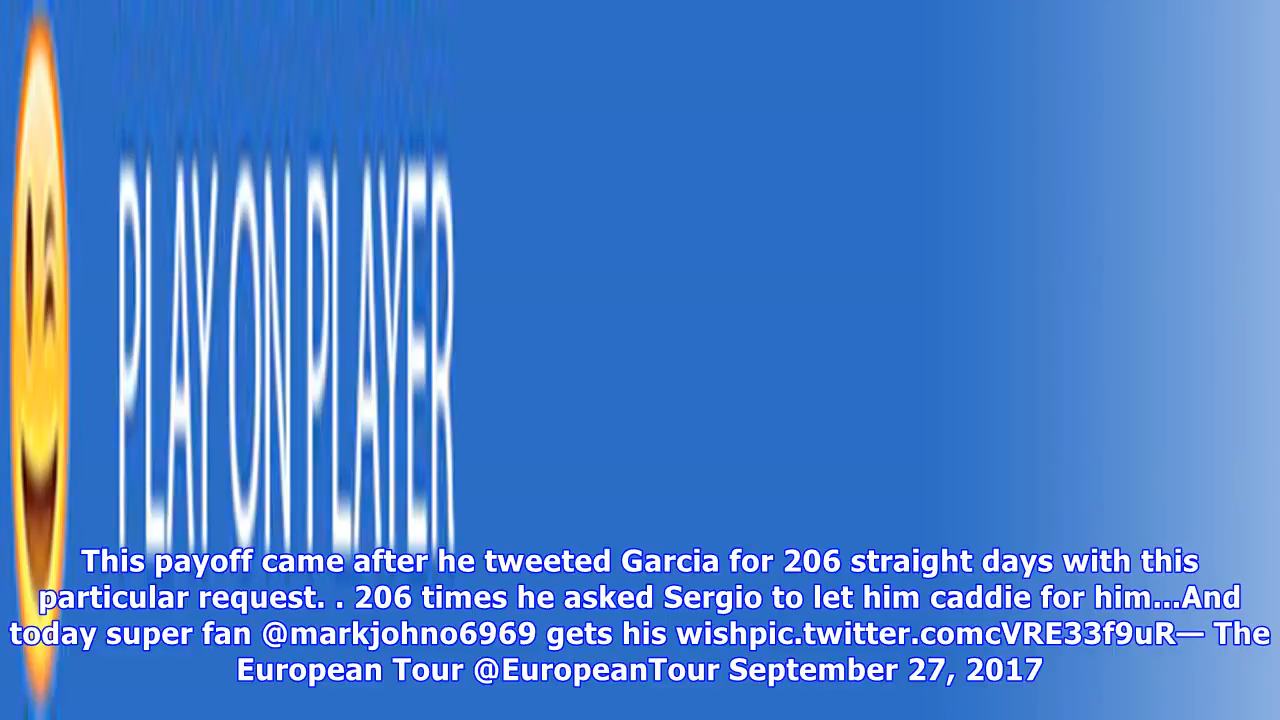 PLAY ON PLAYER
This payoff came after he tweeted Garcia for 206 straight days with this
particular request. . 206 times he asked Sergio to let him caddie for him...And
today super fan @markjohno6969 gets his wishpic.twitter.comcVRE33f9uR— The
European Tour @EuropeanTour September 27, 2017